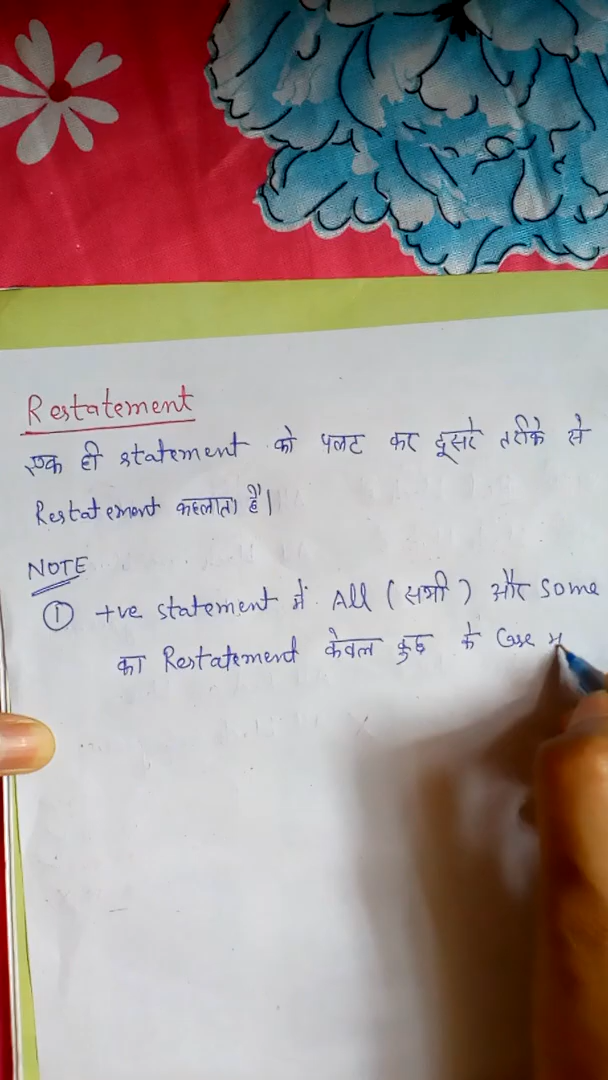 Restatement
एक ही statement को पलट कर दूसरे तरीके से
Restatement कहलाता है।
NOTE
① +ve statement में All (सभी) और Some
का Restatement केवल कुछ के Case म